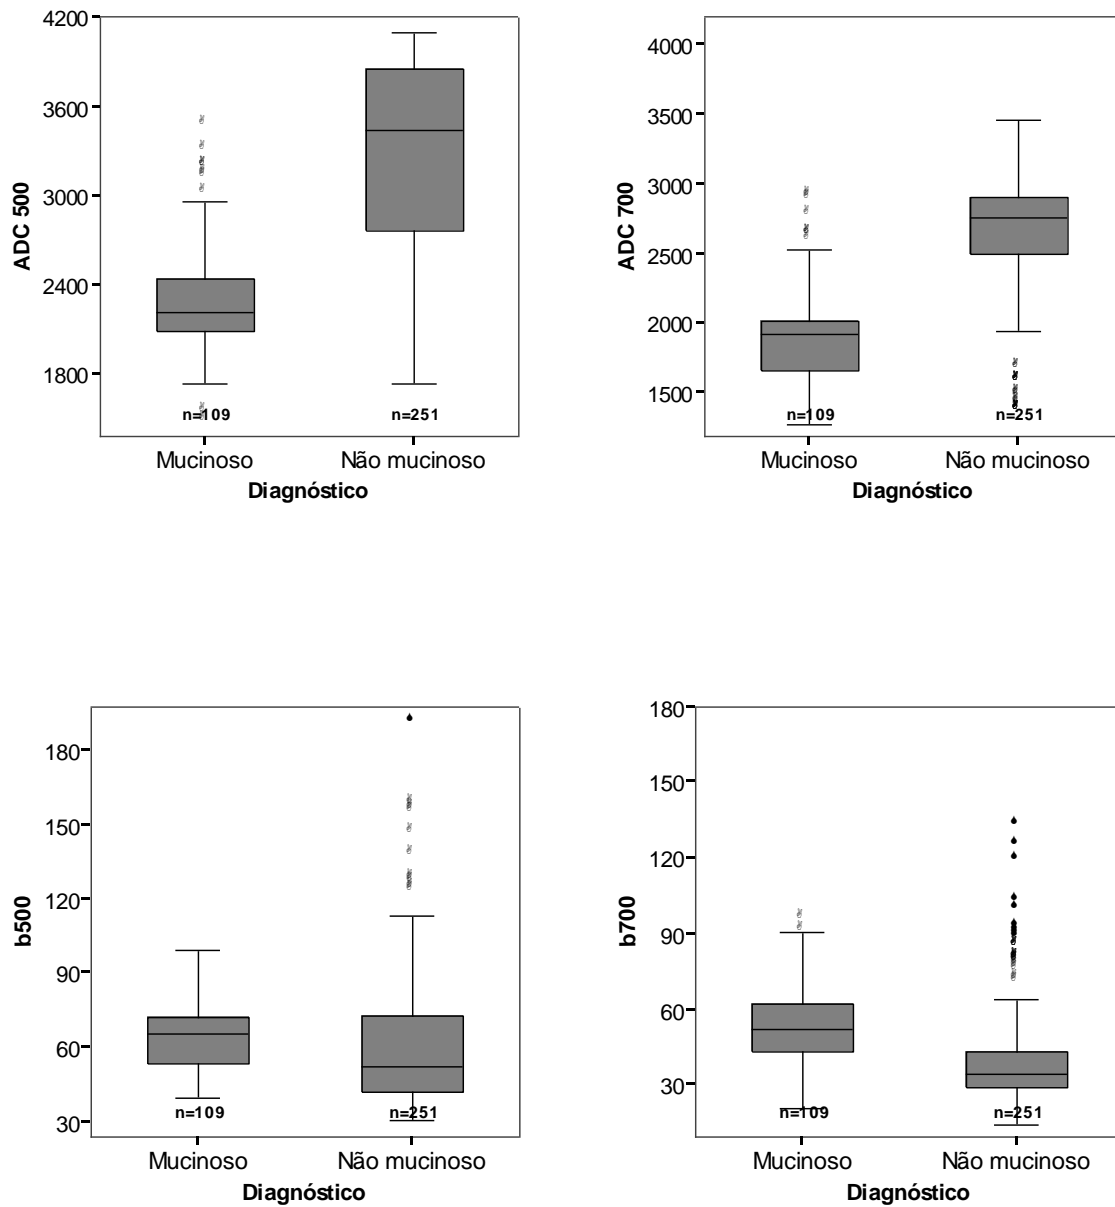 4200
3600
3000
2400
1800
ADC 500
n=109
n=251
Mucinoso
Não mucinoso
Diagnóstico
4000
3500
3000
2500
2000
1500
ADC 700
n=109
n=251
Mucinoso
Não mucinoso
Diagnóstico
180
150
120
90
60
30
b500
n=109
n=251
Mucinoso
Não mucinoso
Diagnóstico
180
150
120
90
60
30
b700
n=109
n=251
Mucinoso
Não mucinoso
Diagnóstico